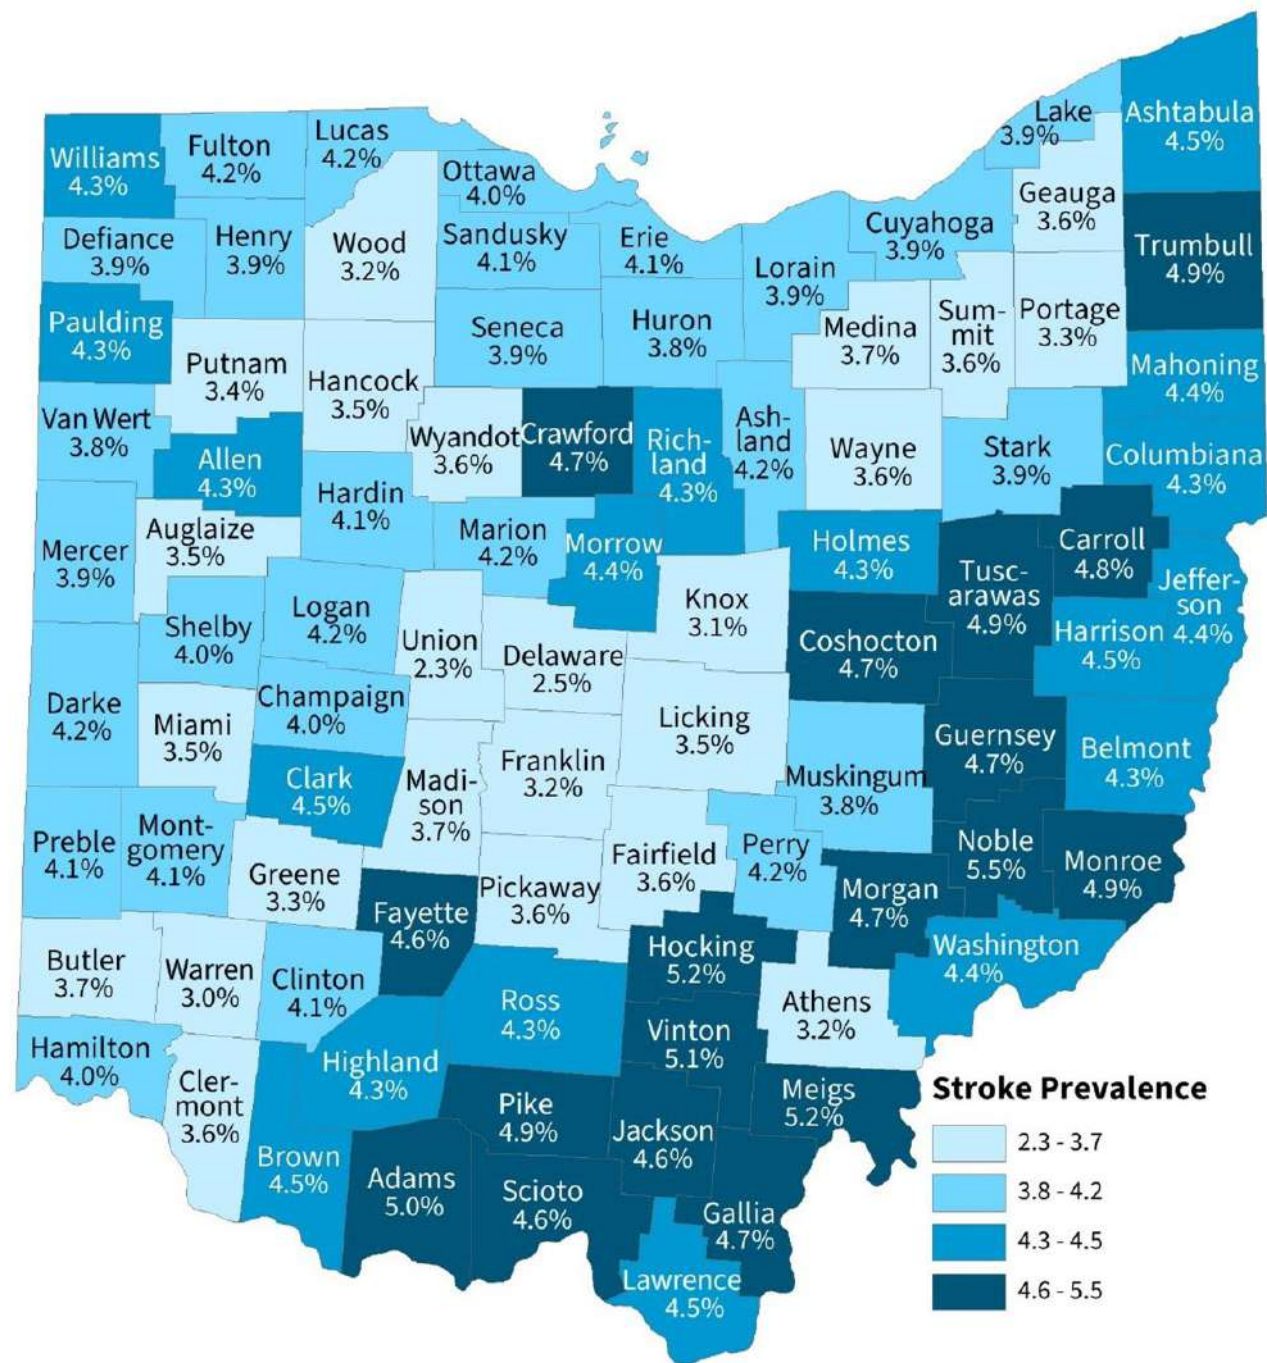 Lake
3.9%
Ashtabula
4.5%
Williams
4.3%
Fulton
4.2%
Lucas
4.2%
Ottawa
4.0%
Geauga
3.6%
Defiance
3.9%
Henry
3.9%
Wood
3.2%
Sandusky
4.1%
Erie
4.1%
Lorain
3.9%
Cuyahoga
3.9%
Trumbull
4.9%
Paulding
4.3%
Putnam
3.4%
Hancock
3.5%
Seneca
3.9%
Huron
3.8%
Medina
3.7%
Sum-
mit
3.6%
Portage
3.3%
Mahoning
4.4%
Van Wert
3.8%
Allen
4.3%
Wyandot
3.6%
Crawford
4.7%
Rich-
land
4.3%
Ash-
land
4.2%
Wayne
3.6%
Stark
3.9%
Columbiana
4.3%
Hardin
4.1%
Mercer
3.9%
Auglaize
3.5%
Marion
4.2%
Morrow
4.4%
Holmes
4.3%
Tusc-
arawas
4.9%
Carroll
4.8%
Jeffer-
son
4.4%
Shelby
4.0%
Logan
4.2%
Union
2.3%
Delaware
2.5%
Knox
3.1%
Coshocton
4.7%
Harrison
4.5%
Darke
4.2%
Miami
3.5%
Champaign
4.0%
Licking
3.5%
Guernsey
4.7%
Belmont
4.3%
Clark
4.5%
Madi-
son
3.7%
Franklin
3.2%
Muskingum
3.8%
Preble
4.1%
Mont-
gomery
4.1%
Greene
3.3%
Fayette
4.6%
Pickaway
3.6%
Fairfield
3.6%
Perry
4.2%
Morgan
4.7%
Noble
5.5%
Monroe
4.9%
Butler
3.7%
Warren
3.0%
Clinton
4.1%
Ross
4.3%
Hocking
5.2%
Washington
4.4%
Athens
3.2%
Hamilton
4.0%
Cler-
mont
3.6%
Highland
4.3%
Vinton
5.1%
Meigs
5.2%
Pike
4.9%
Jackson
4.6%
Brown
4.5%
Adams
5.0%
Scioto
4.6%
Gallia
4.7%
Lawrence
4.5%
Stroke Prevalence
2.3 - 3.7
3.8 - 4.2
4.3 - 4.5
4.6 - 5.5